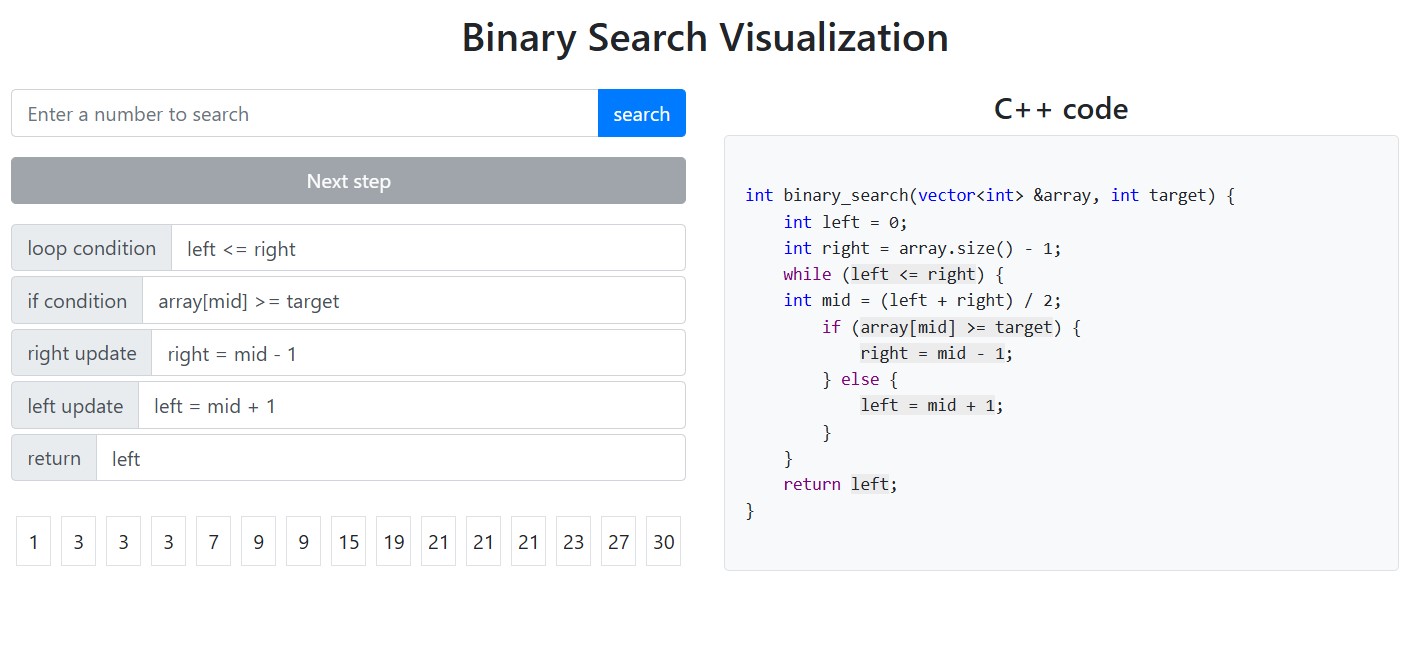 Binary Search Visualization
Enter a number to search
search
Next step
loop condition left <= right
if condition array[mid] >= target
right update right = mid - 1
left update left = mid + 1
return left
1 3 3 3 7 9 9 15 19 21 21 21 23 27 30
C++ code
int binary_search(vector<int> &array, int target) {
    int left = 0;
    int right = array.size() - 1;
    while (left <= right) {
    int mid = (left + right) / 2;
        if (array[mid] >= target) {
            right = mid - 1;
        } else {
            left = mid + 1;
        }
    }
    return left;
}